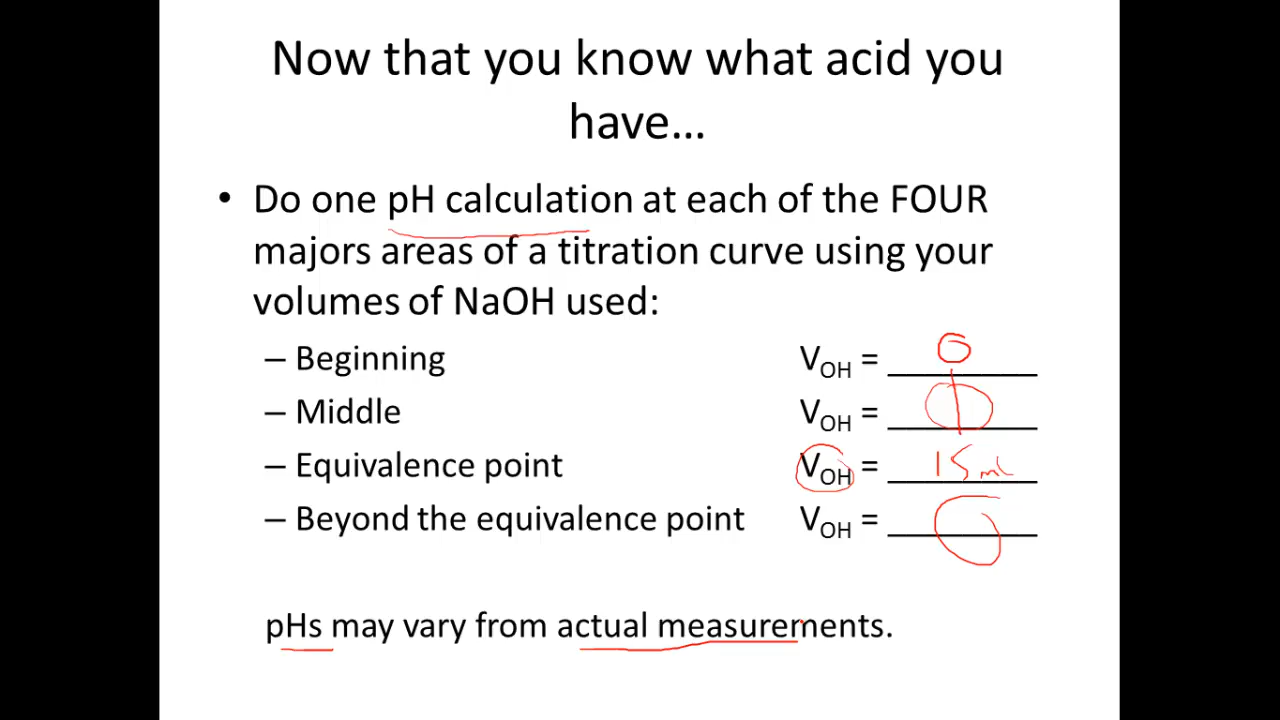 Now that you know what acid you
have…
• Do one pH calculation at each of the FOUR
majors areas of a titration curve using your
volumes of NaOH used:
– Beginning V_OH = 0
– Middle V_OH = ________
– Equivalence point V_OH = 15 mL
– Beyond the equivalence point V_OH = ________
pHs may vary from actual measurements.